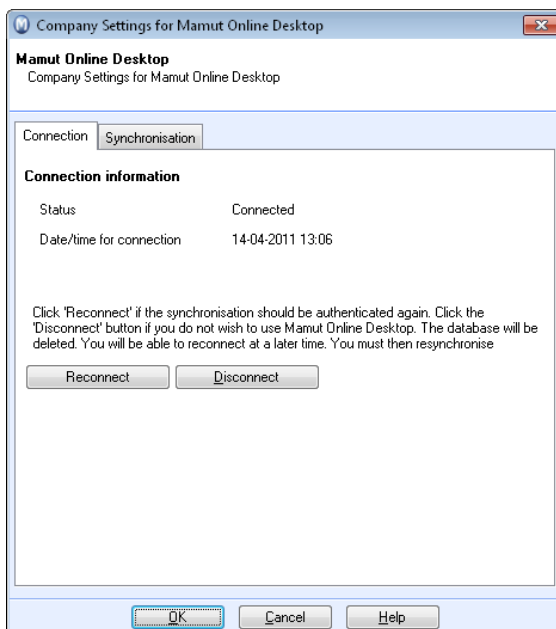 Company Settings for Mamut Online Desktop
Mamut Online Desktop
Company Settings for Mamut Online Desktop
Connection Synchronisation
Connection information
Status Connected
Date/time for connection 14-04-2011 13:06
Click 'Reconnect' if the synchronisation should be authenticated again. Click the
'Disconnect' button if you do not wish to use Mamut Online Desktop. The database will be
deleted. You will be able to reconnect at a later time. You must then resynchronise
Reconnect Disconnect
OK Cancel Help